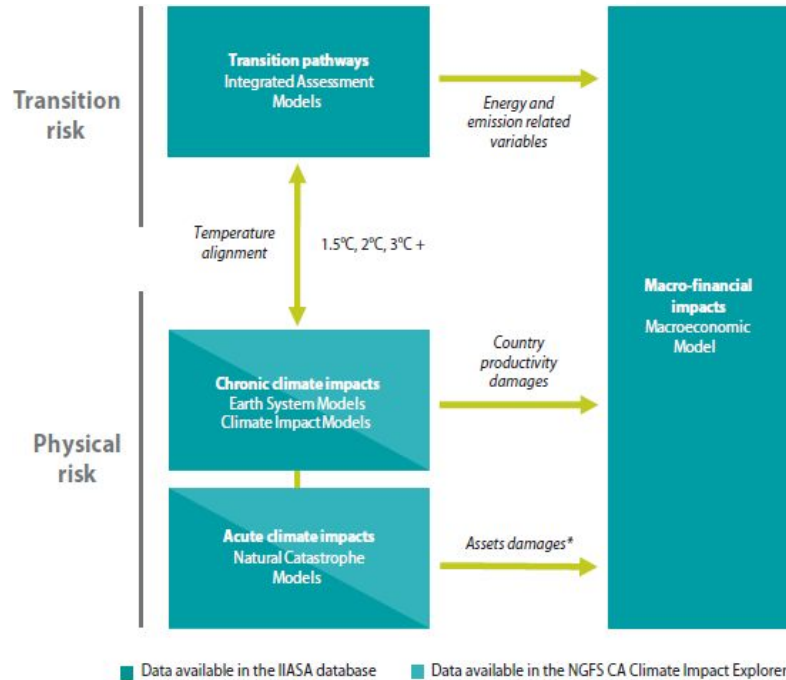 Transition
risk
Transition pathways
Integrated Assessment
Models
Energy and
emission related
variables
Temperature
alignment
1.5°C, 2°C, 3°C +
Macro-financial
impacts
Macroeconomic
Model
Physical
risk
Chronic climate impacts
Earth System Models
Climate Impact Models
Country
productivity
damages
Acute climate impacts
Natural Catastrophe
Models
Assets damages*
Data available in the IIASA database
Data available in the NGFS CA Climate Impact Explorer